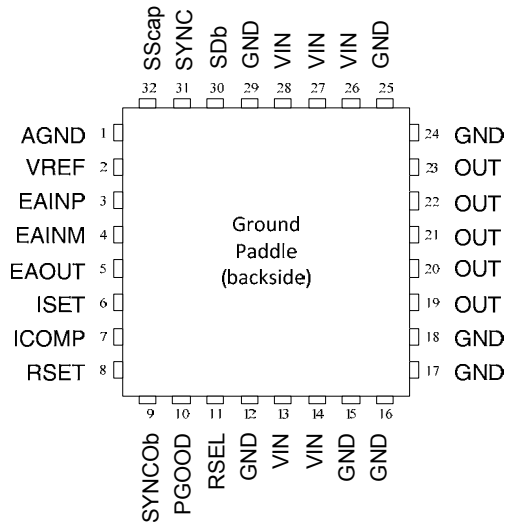 SScap SYNC SDb GND VIN VIN VIN GND
32 31 30 29 28 27 26 25
AGND 1 24 GND
VREF 2 23 OUT
EAINP 3 22 OUT
EAINM 4 21 OUT
EAOUT 5 20 OUT
ISET 6 19 OUT
ICOMP 7 18 GND
RSET 8 17 GND
Ground
Paddle
(backside)
9 10 11 12 13 14 15 16
SYNCOb PGOOD RSEL GND VIN VIN GND GND